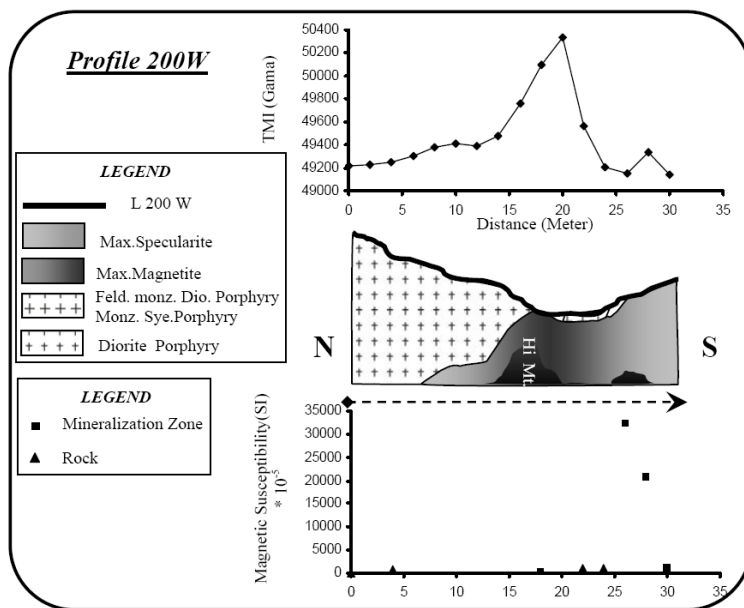 Profile 200W
LEGEND
L 200 W
Max.Specularite
Max.Magnetite
Feld. monz. Dio. Porphyry
Monz. Sye.Porphyry
Diorite Porphyry
LEGEND
Mineralization Zone
Rock
TMI (Gama)
50400
50200
50000
49800
49600
49400
49200
49000
0 5 10 15 20 25 30 35
Distance (Meter)
N
Hi Mt.
S
Magnetic Susceptibility(SI)
* 10-5
35000
30000
25000
20000
15000
10000
5000
0
0 5 10 15 20 25 30 35